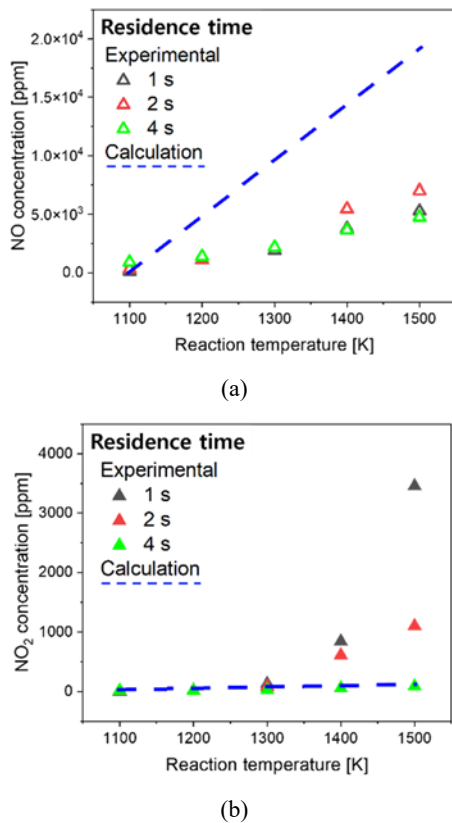 Residence time
Experimental
1 s
2 s
4 s
Calculation
NO concentration [ppm]
2.0×10⁴
1.5×10⁴
1.0×10⁴
5.0×10³
0.0
1100 1200 1300 1400 1500
Reaction temperature [K]
(a)
Residence time
Experimental
1 s
2 s
4 s
Calculation
NO₂ concentration [ppm]
4000
3000
2000
1000
0
1100 1200 1300 1400 1500
Reaction temperature [K]
(b)